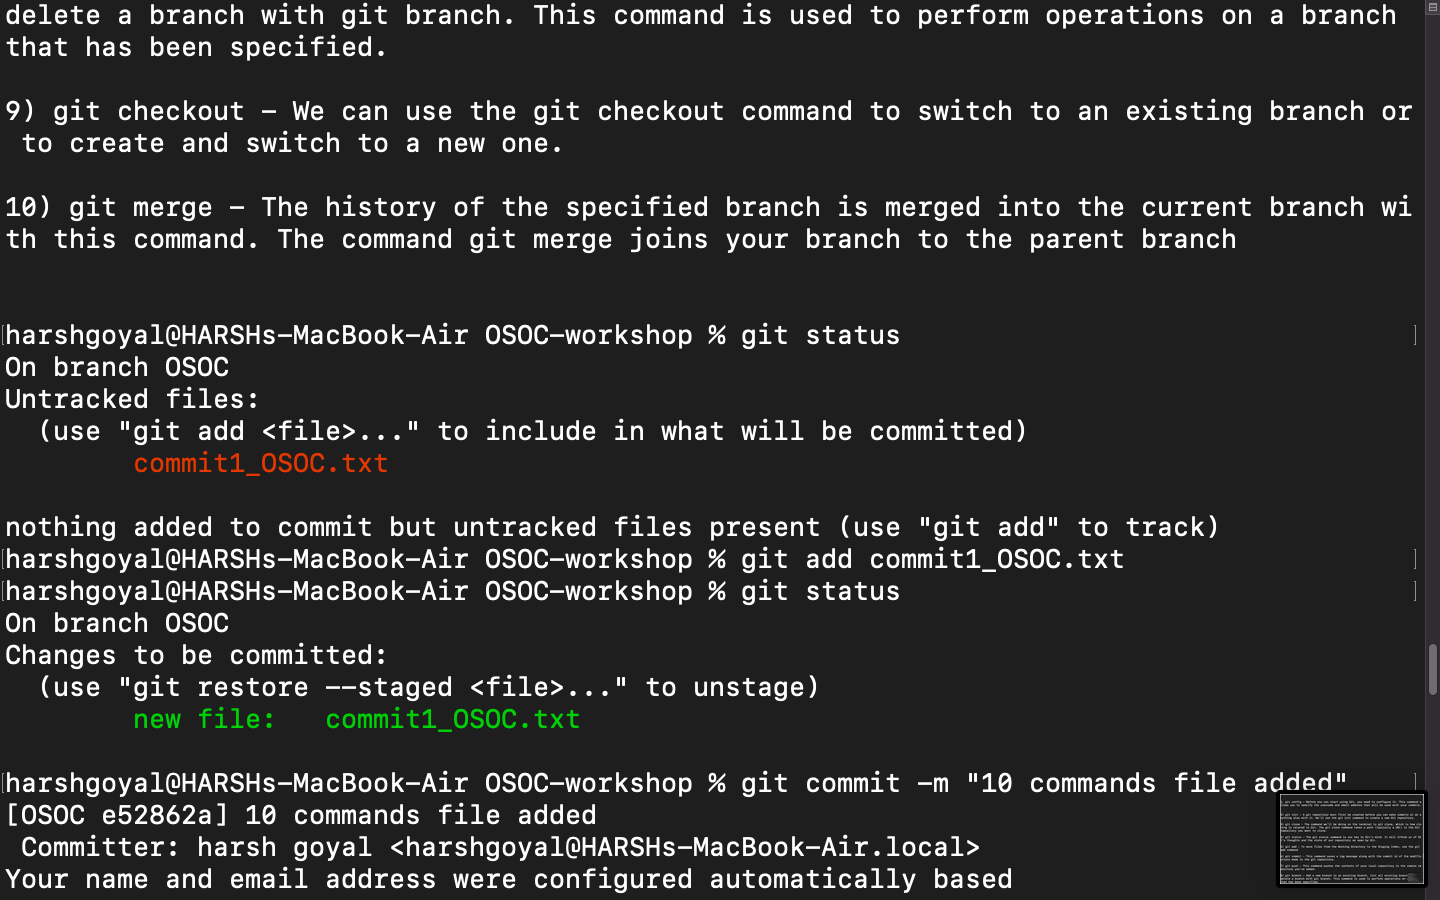 delete a branch with git branch. This command is used to perform operations on a branch
that has been specified.
9) git checkout – We can use the git checkout command to switch to an existing branch or
 to create and switch to a new one.
10) git merge – The history of the specified branch is merged into the current branch wi
th this command. The command git merge joins your branch to the parent branch
harshgoyal@HARSHs-MacBook-Air OSOC-workshop % git status
On branch OSOC
Untracked files:
  (use "git add <file>..." to include in what will be committed)
        commit1_OSOC.txt
nothing added to commit but untracked files present (use "git add" to track)
harshgoyal@HARSHs-MacBook-Air OSOC-workshop % git add commit1_OSOC.txt
harshgoyal@HARSHs-MacBook-Air OSOC-workshop % git status
On branch OSOC
Changes to be committed:
  (use "git restore --staged <file>..." to unstage)
        new file:   commit1_OSOC.txt
harshgoyal@HARSHs-MacBook-Air OSOC-workshop % git commit -m "10 commands file added"
[OSOC e52862a] 10 commands file added
 Committer: harsh goyal <harshgoyal@HARSHs-MacBook-Air.local>
Your name and email address were configured automatically based